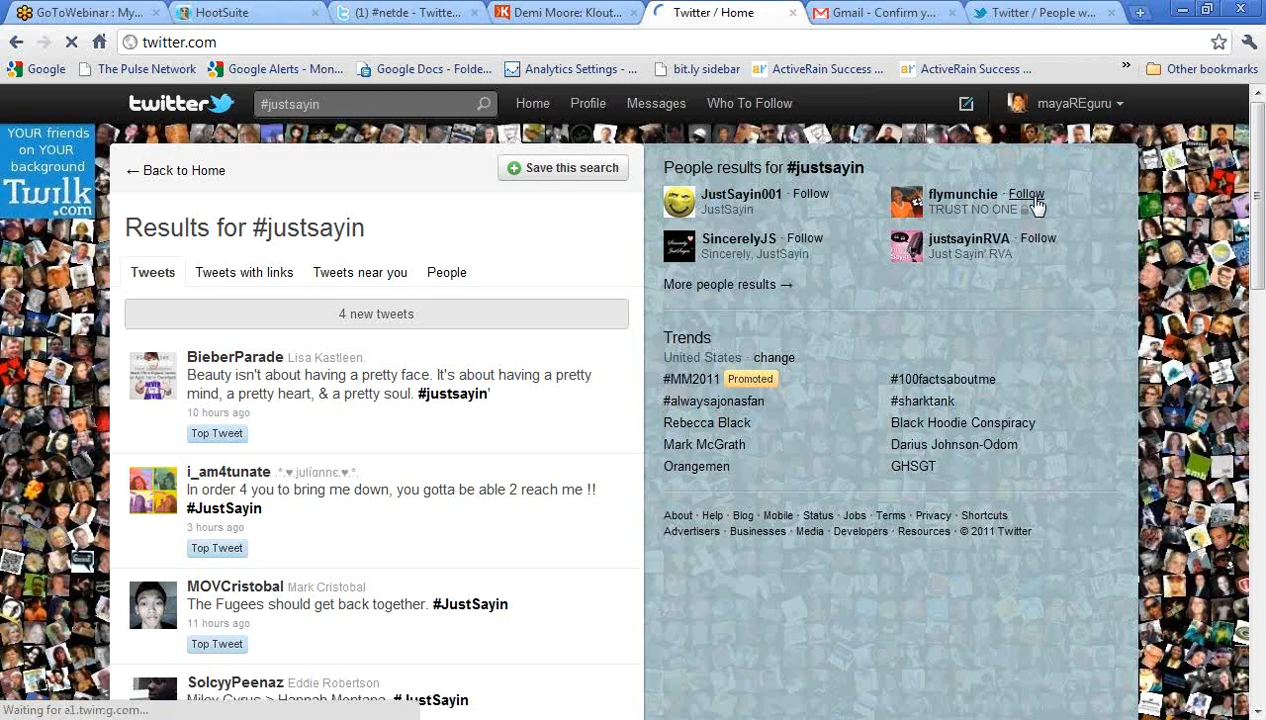 GoToWebinar : My...
HootSuite
(1) #netde - Twitte...
Demi Moore: Klout...
Twitter / Home
Gmail - Confirm y...
Twitter / People w...
twitter.com
Google
The Pulse Network
Google Alerts - Mon...
Google Docs - Folde...
Analytics Settings - ...
bit.ly sidebar
ActiveRain Success ...
ActiveRain Success ...
Other bookmarks
twitter
#justsayin
Home
Profile
Messages
Who To Follow
mayaREguru
YOUR friends
on YOUR
background
Twilk
.com
← Back to Home
Save this search
Results for #justsayin
Tweets
Tweets with links
Tweets near you
People
4 new tweets
BieberParade Lisa Kastleen.
Beauty isn't about having a pretty face. It's about having a pretty
mind, a pretty heart, & a pretty soul. #justsayin'
10 hours ago
Top Tweet
i_am4tunate .*.♥.julíαnnє.♥.*.
In order 4 you to bring me down, you gotta be able 2 reach me !!
#JustSayin
3 hours ago
Top Tweet
MOVCristobal Mark Cristobal
The Fugees should get back together. #JustSayin
11 hours ago
Top Tweet
SolcyyPeenaz Eddie Robertson
Miley Cyrus > Hannah Montana. #JustSayin
People results for #justsayin
JustSayin001 · Follow
JustSayin
flymunchie · Follow
TRUST NO ONE
SincerelyJS · Follow
Sincerely, JustSayin
justsayinRVA · Follow
Just Sayin' RVA
More people results →
Trends
United States · change
#MM2011 Promoted
#100factsaboutme
#alwaysajonasfan
#sharktank
Rebecca Black
Black Hoodie Conspiracy
Mark McGrath
Darius Johnson-Odom
Orangemen
GHSGT
About · Help · Blog · Mobile · Status · Jobs · Terms · Privacy · Shortcuts
Advertisers · Businesses · Media · Developers · Resources · © 2011 Twitter
Waiting for a1.twimg.com...